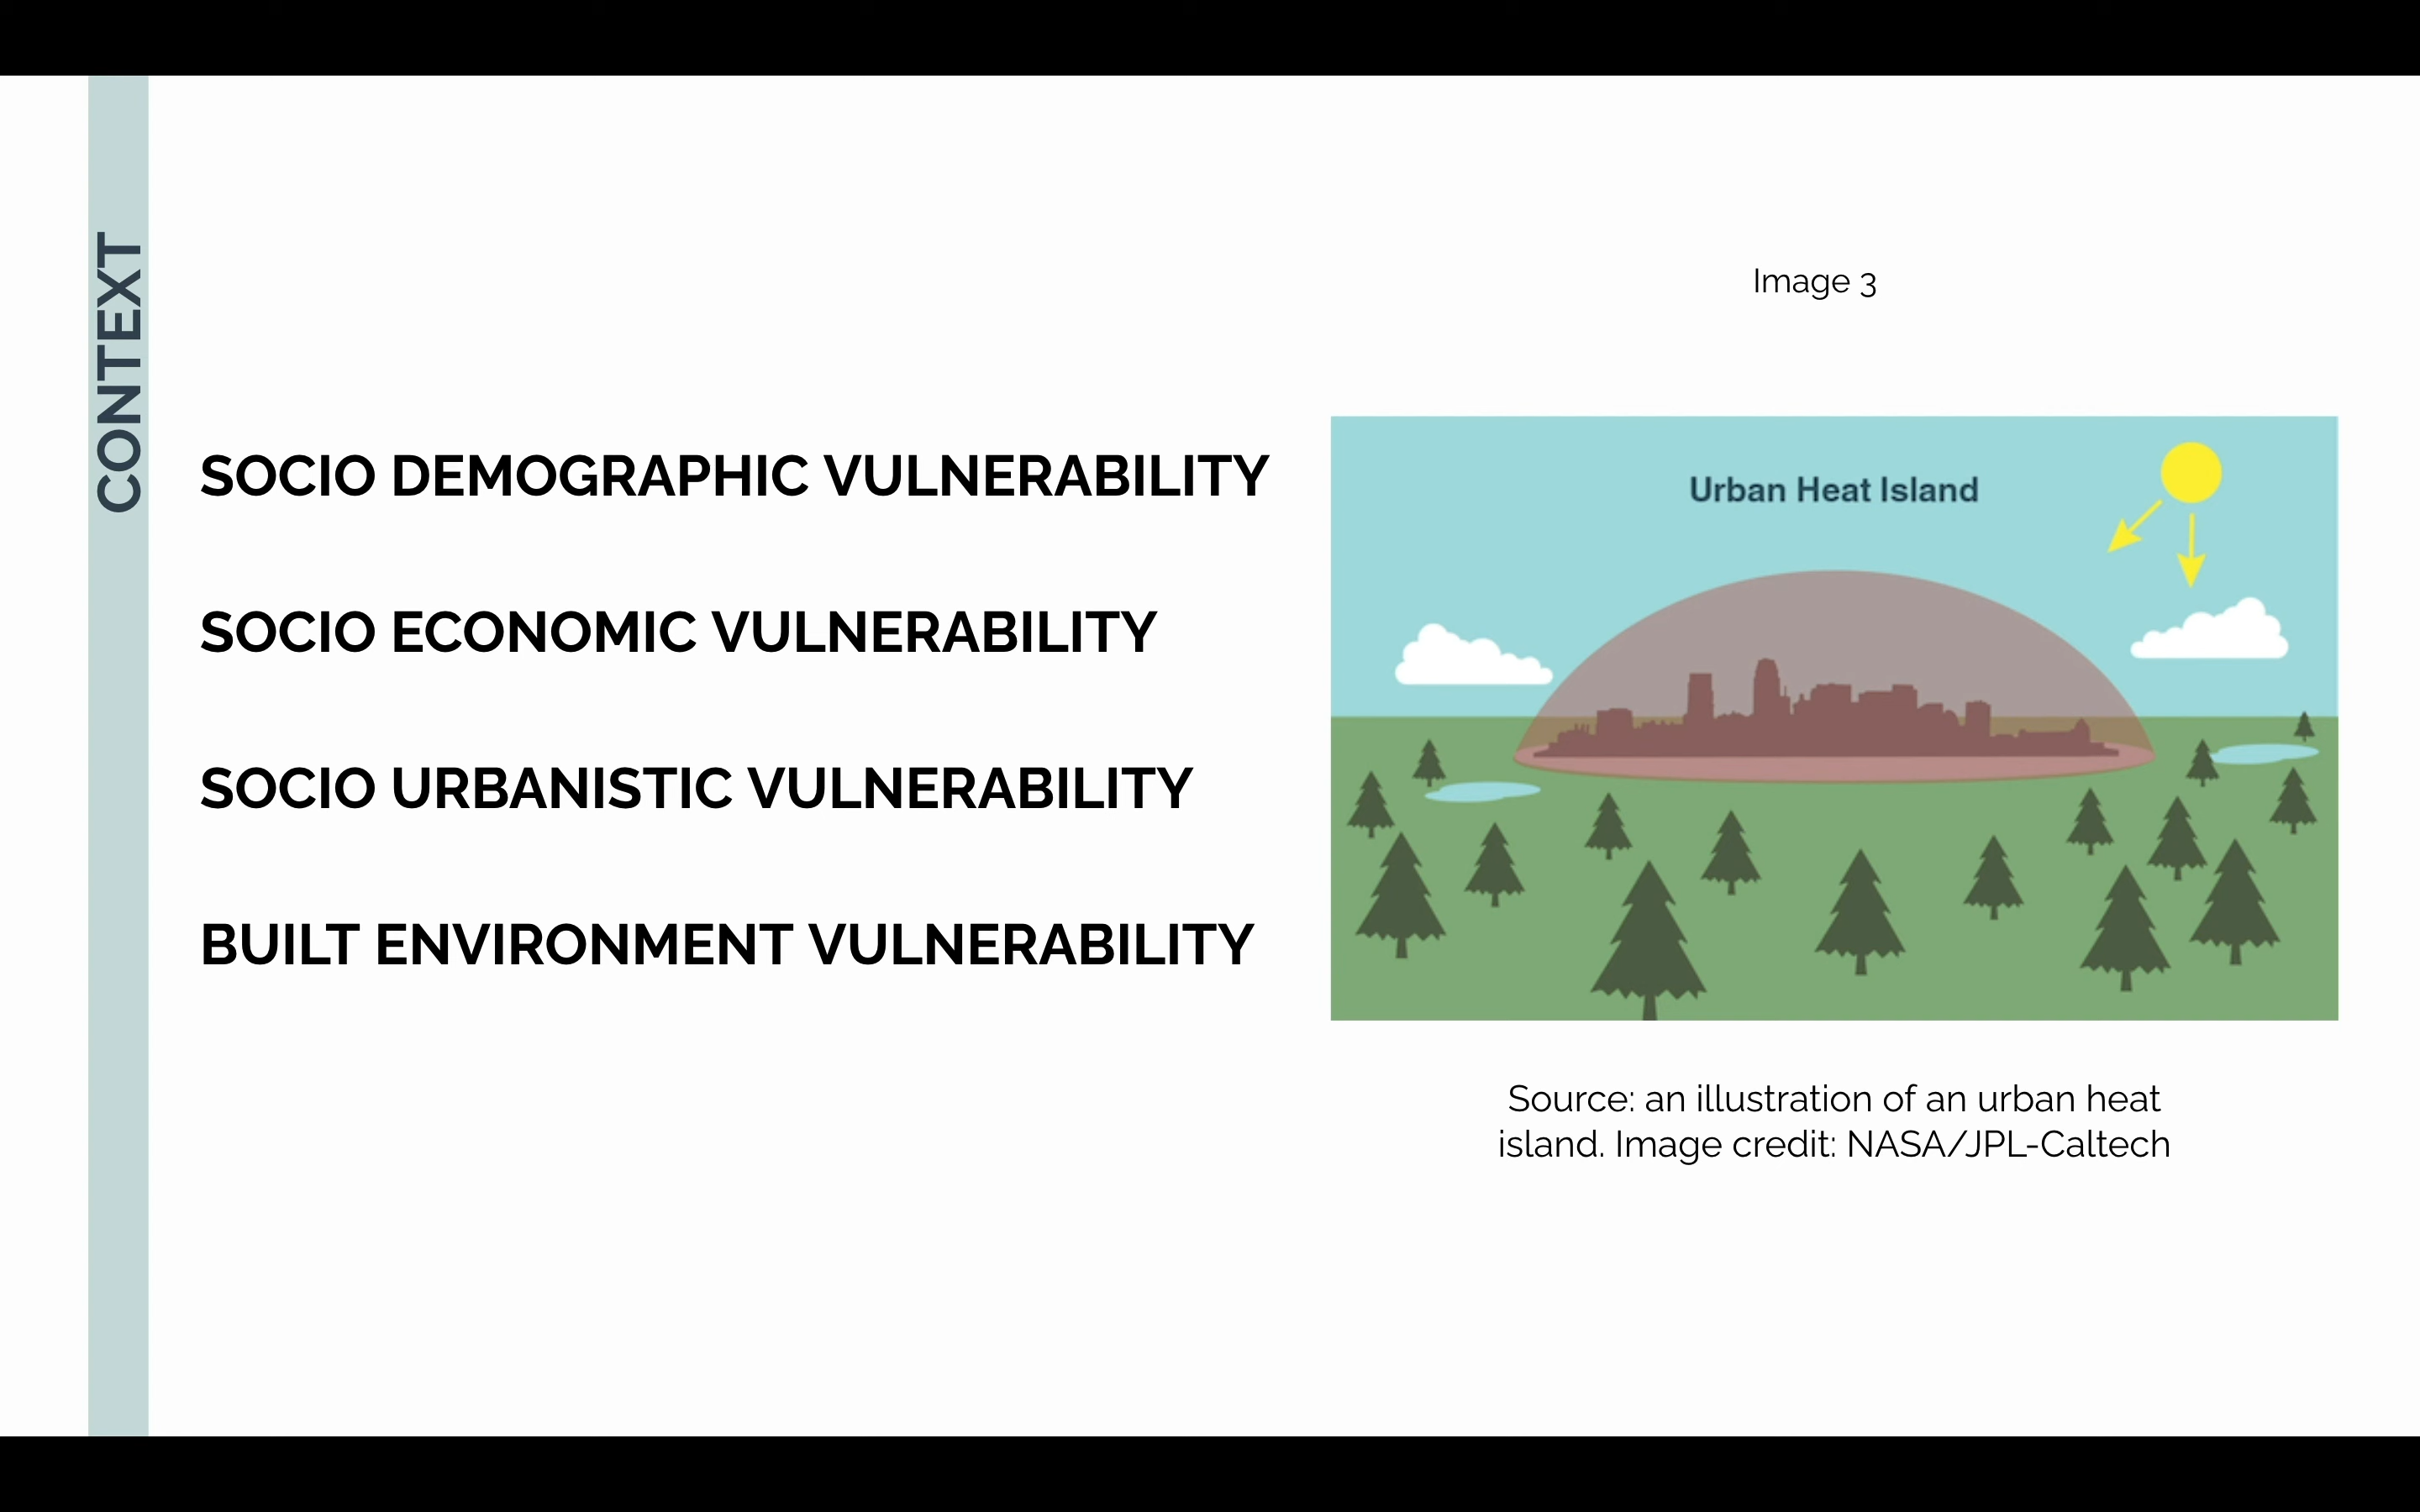 CONTEXT
SOCIO DEMOGRAPHIC VULNERABILITY
SOCIO ECONOMIC VULNERABILITY
SOCIO URBANISTIC VULNERABILITY
BUILT ENVIRONMENT VULNERABILITY
Image 3
Urban Heat Island
Source: an illustration of an urban heat
island. Image credit: NASA/JPL-Caltech